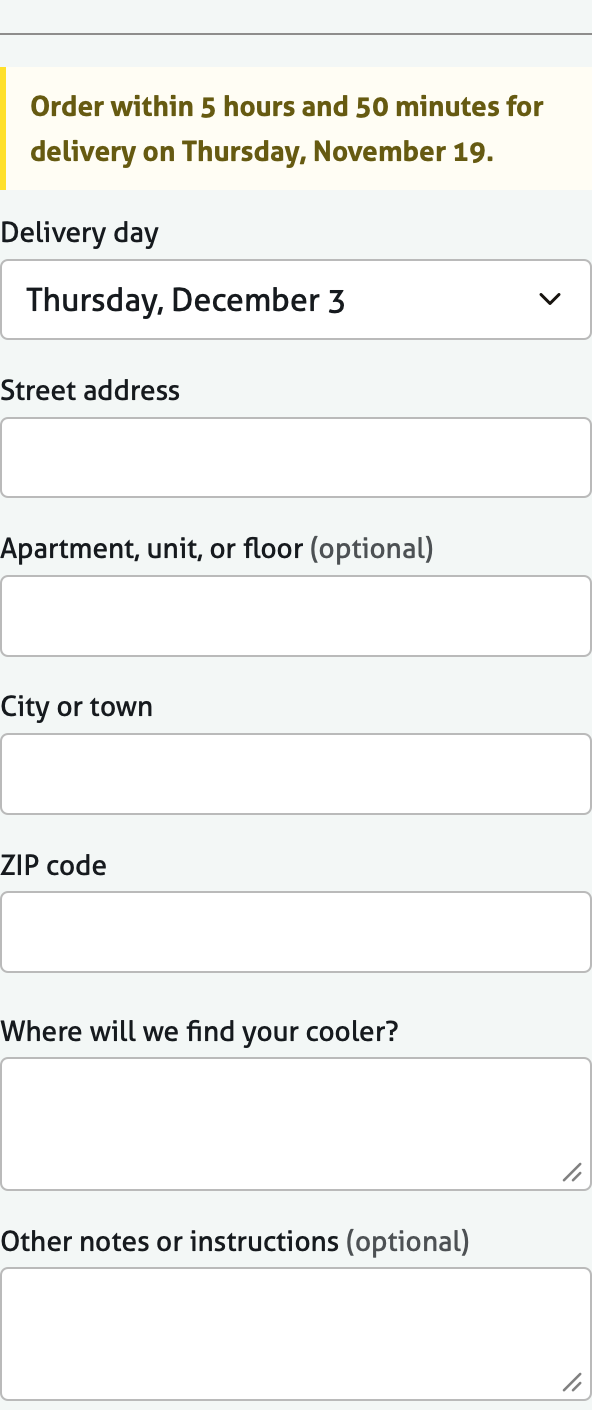 Order within 5 hours and 50 minutes for
delivery on Thursday, November 19.
Delivery day
Thursday, December 3
Street address
Apartment, unit, or floor (optional)
City or town
ZIP code
Where will we find your cooler?
Other notes or instructions (optional)